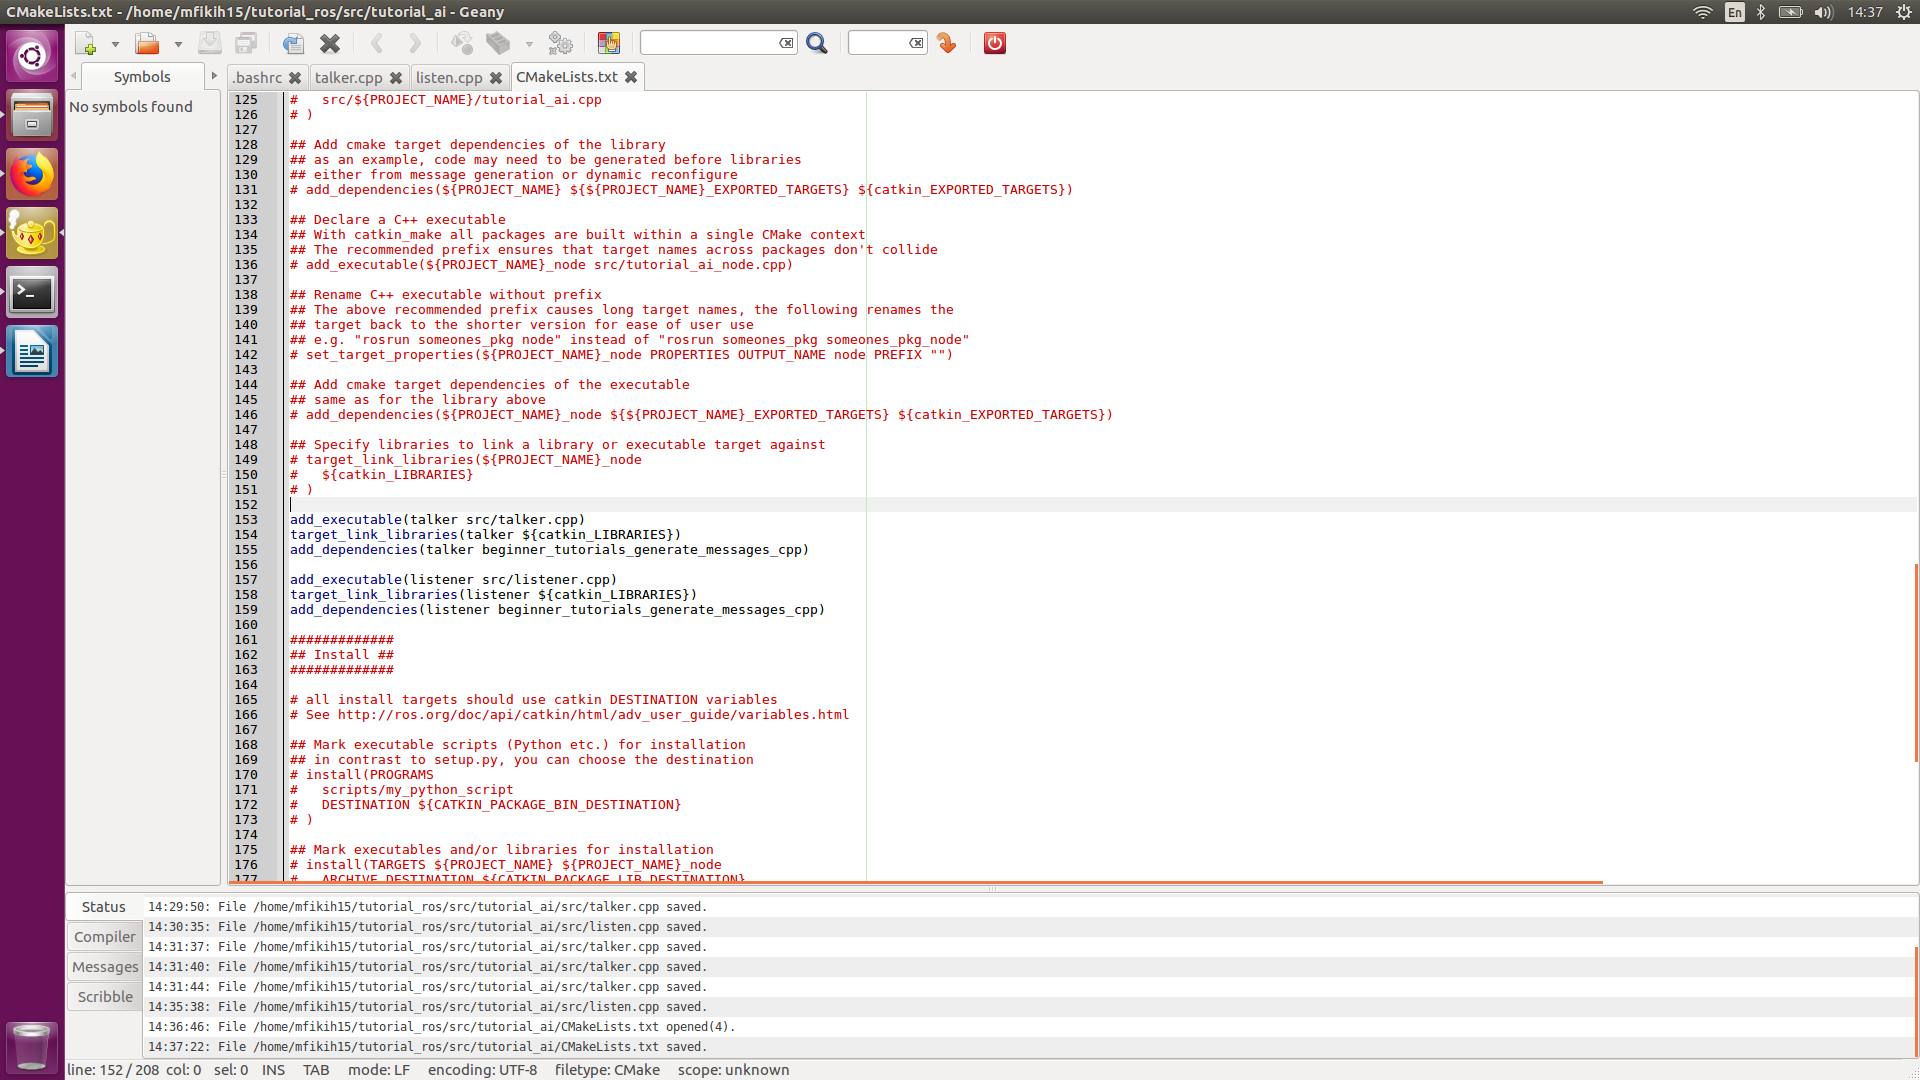 CMakeLists.txt - /home/mfikih15/tutorial_ros/src/tutorial_ai - Geany
En
14:37
Symbols
.bashrc
talker.cpp
listen.cpp
CMakeLists.txt
No symbols found
125 #   src/${PROJECT_NAME}/tutorial_ai.cpp
126 # )
127
128 ## Add cmake target dependencies of the library
129 ## as an example, code may need to be generated before libraries
130 ## either from message generation or dynamic reconfigure
131 # add_dependencies(${PROJECT_NAME} ${${PROJECT_NAME}_EXPORTED_TARGETS} ${catkin_EXPORTED_TARGETS})
132
133 ## Declare a C++ executable
134 ## With catkin_make all packages are built within a single CMake context
135 ## The recommended prefix ensures that target names across packages don't collide
136 # add_executable(${PROJECT_NAME}_node src/tutorial_ai_node.cpp)
137
138 ## Rename C++ executable without prefix
139 ## The above recommended prefix causes long target names, the following renames the
140 ## target back to the shorter version for ease of user use
141 ## e.g. "rosrun someones_pkg node" instead of "rosrun someones_pkg someones_pkg_node"
142 # set_target_properties(${PROJECT_NAME}_node PROPERTIES OUTPUT_NAME node PREFIX "")
143
144 ## Add cmake target dependencies of the executable
145 ## same as for the library above
146 # add_dependencies(${PROJECT_NAME}_node ${${PROJECT_NAME}_EXPORTED_TARGETS} ${catkin_EXPORTED_TARGETS})
147
148 ## Specify libraries to link a library or executable target against
149 # target_link_libraries(${PROJECT_NAME}_node
150 #   ${catkin_LIBRARIES}
151 # )
152
153 add_executable(talker src/talker.cpp)
154 target_link_libraries(talker ${catkin_LIBRARIES})
155 add_dependencies(talker beginner_tutorials_generate_messages_cpp)
156
157 add_executable(listener src/listener.cpp)
158 target_link_libraries(listener ${catkin_LIBRARIES})
159 add_dependencies(listener beginner_tutorials_generate_messages_cpp)
160
161 #############
162 ## Install ##
163 #############
164
165 # all install targets should use catkin DESTINATION variables
166 # See http://ros.org/doc/api/catkin/html/adv_user_guide/variables.html
167
168 ## Mark executable scripts (Python etc.) for installation
169 ## in contrast to setup.py, you can choose the destination
170 # install(PROGRAMS
171 #   scripts/my_python_script
172 #   DESTINATION ${CATKIN_PACKAGE_BIN_DESTINATION}
173 # )
174
175 ## Mark executables and/or libraries for installation
176 # install(TARGETS ${PROJECT_NAME} ${PROJECT_NAME}_node
177 #   ARCHIVE DESTINATION ${CATKIN_PACKAGE_LIB_DESTINATION}
Status
Compiler
Messages
Scribble
14:29:50: File /home/mfikih15/tutorial_ros/src/tutorial_ai/src/talker.cpp saved.
14:30:35: File /home/mfikih15/tutorial_ros/src/tutorial_ai/src/listen.cpp saved.
14:31:37: File /home/mfikih15/tutorial_ros/src/tutorial_ai/src/talker.cpp saved.
14:31:40: File /home/mfikih15/tutorial_ros/src/tutorial_ai/src/talker.cpp saved.
14:31:44: File /home/mfikih15/tutorial_ros/src/tutorial_ai/src/talker.cpp saved.
14:35:38: File /home/mfikih15/tutorial_ros/src/tutorial_ai/src/listen.cpp saved.
14:36:46: File /home/mfikih15/tutorial_ros/src/tutorial_ai/CMakeLists.txt opened(4).
14:37:22: File /home/mfikih15/tutorial_ros/src/tutorial_ai/CMakeLists.txt saved.
line: 152 / 208 col: 0 sel: 0 INS TAB mode: LF encoding: UTF-8 filetype: CMake scope: unknown